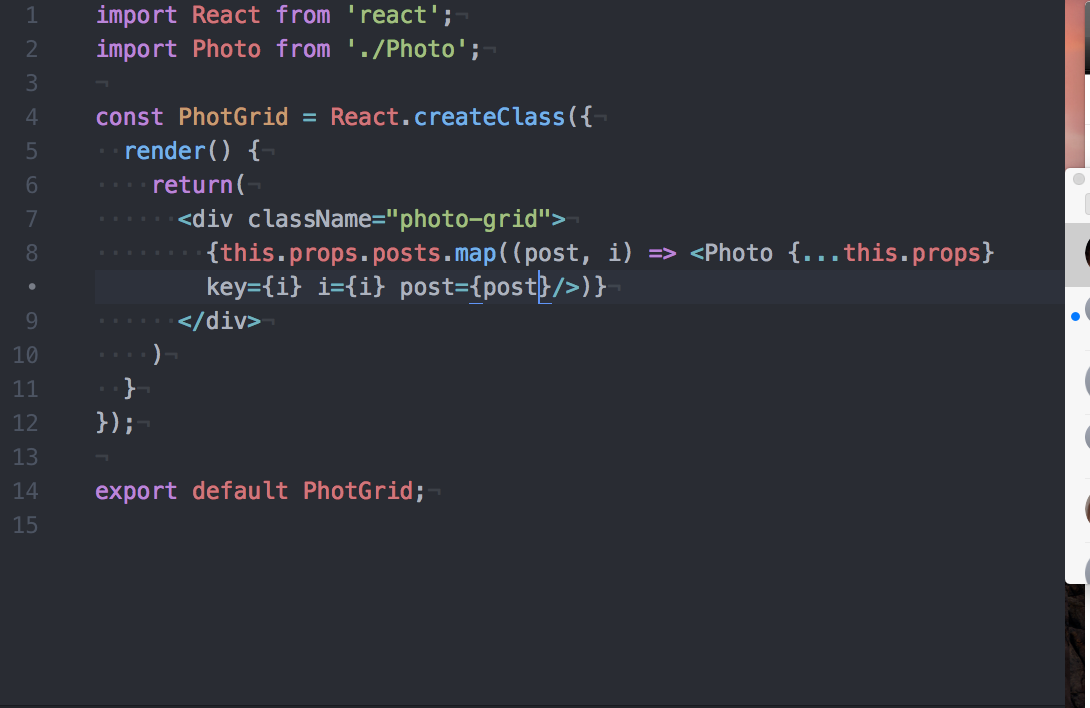 1 import React from 'react';¬
2 import Photo from './Photo';¬
3 ¬
4 const PhotGrid = React.createClass({¬
5 ··render() {¬
6 ····return(¬
7 ······<div className="photo-grid">¬
8 ········{this.props.posts.map((post, i) => <Photo {...this.props}
• key={i} i={i} post={post}/>)}¬
9 ······</div>¬
10 ····)¬
11 ··}¬
12 });¬
13 ¬
14 export default PhotGrid;¬
15